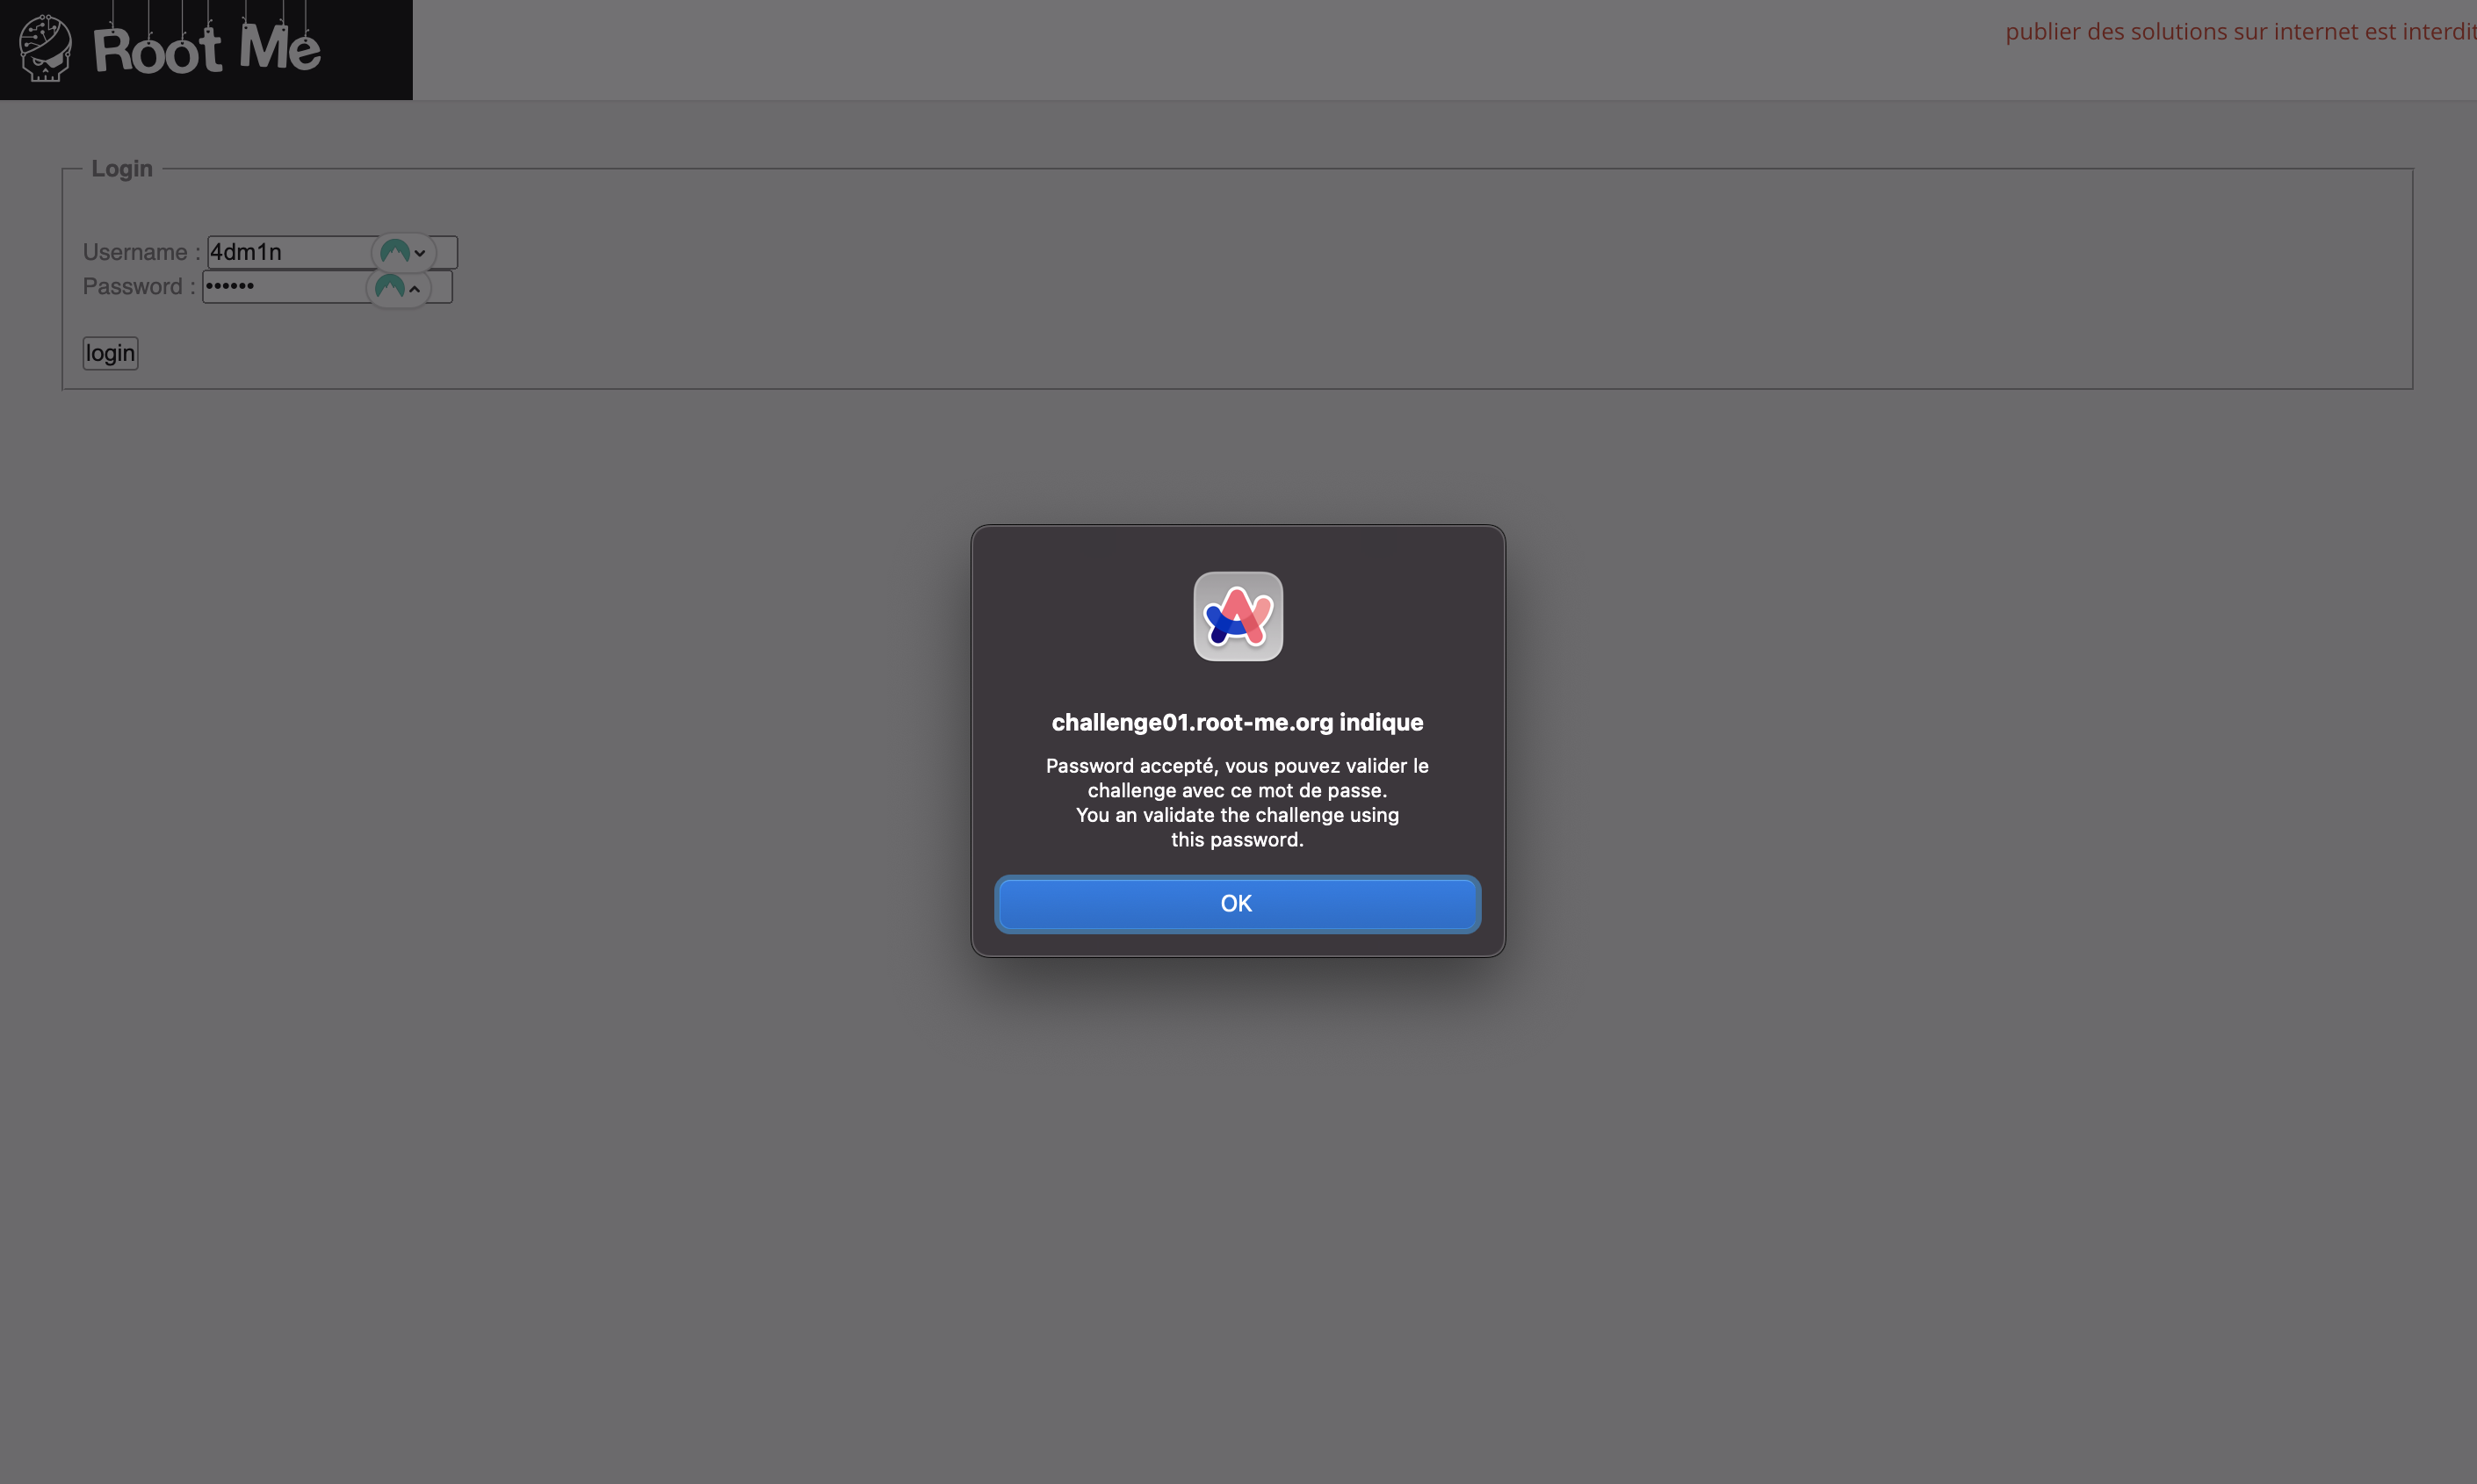 Root Me
publier des solutions sur internet est interdit
Login
Username : 4dm1n
Password : ••••••
login
challenge01.root-me.org indique
Password accepté, vous pouvez valider le
challenge avec ce mot de passe.
You an validate the challenge using
this password.
OK